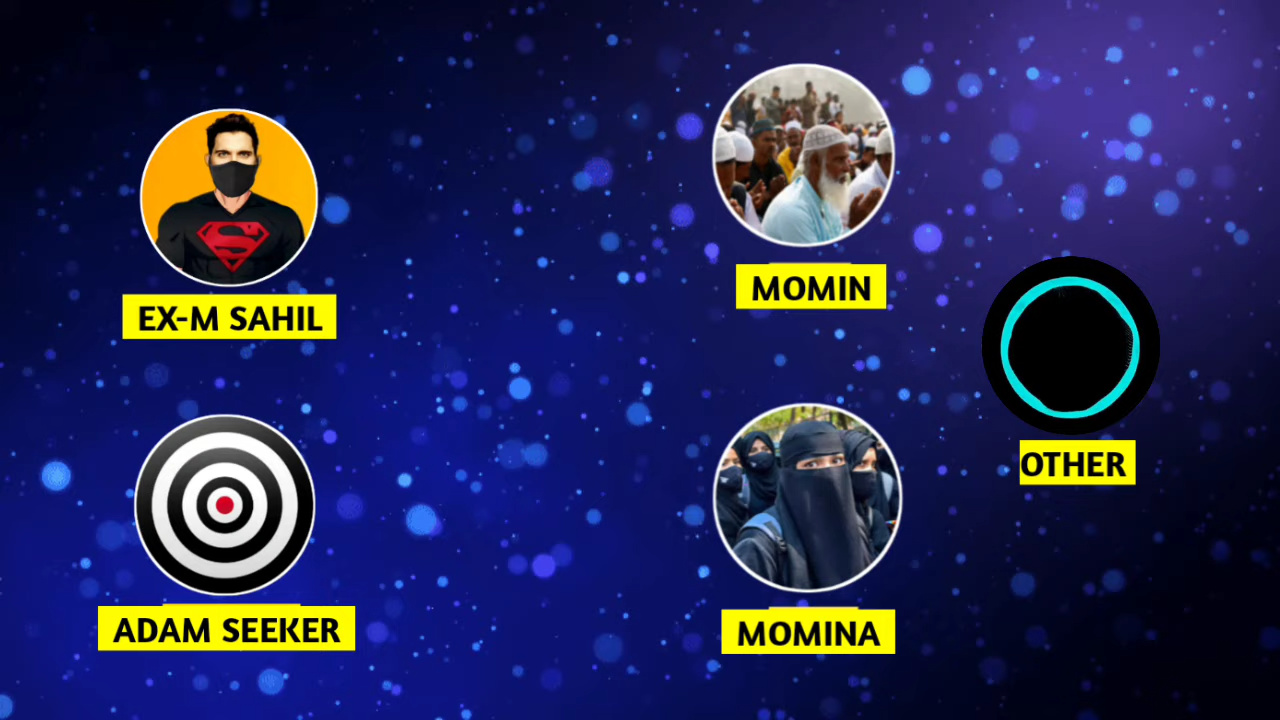 EX-M SAHIL
ADAM SEEKER
MOMIN
MOMINA
OTHER